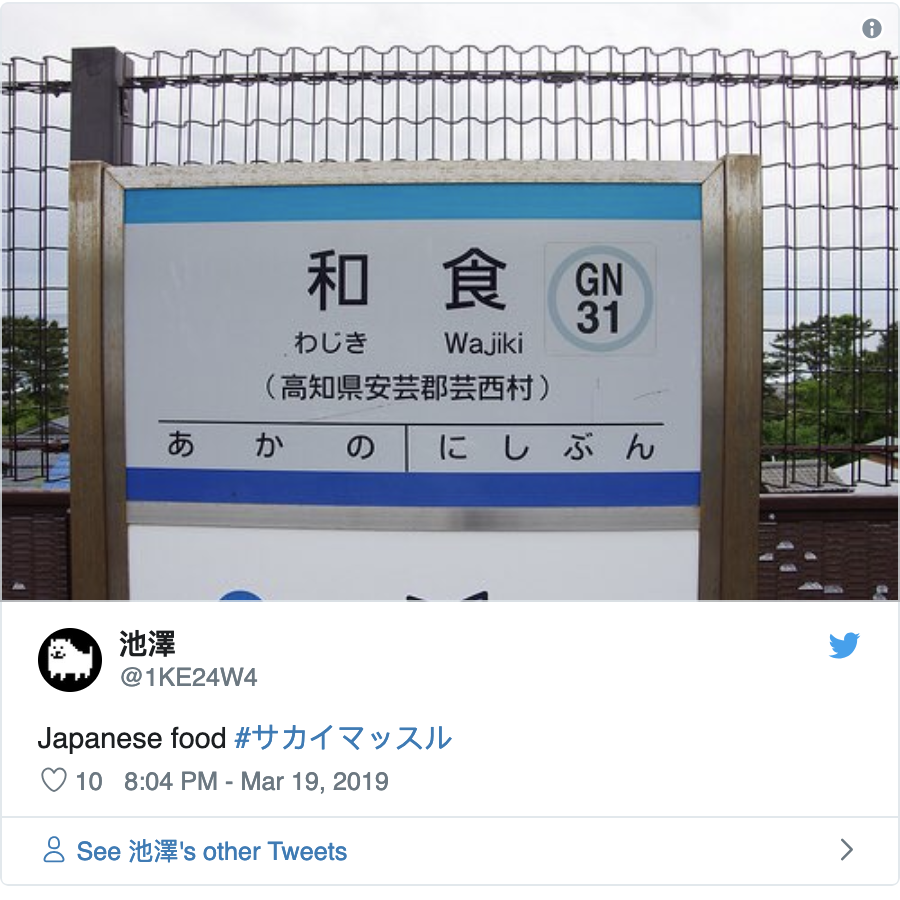 和食
GN
31
わじき Wajiki
（高知県安芸郡芸西村）
あかの にしぶん
池澤
@1KE24W4
Japanese food #サカイマッスル
10 8:04 PM - Mar 19, 2019
See 池澤's other Tweets